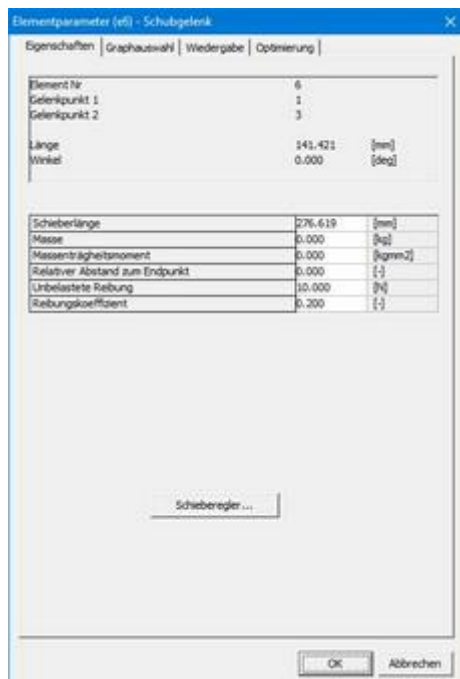 Elementparameter (e6) - Schubgelenk
Eigenschaften Graphauswahl Wiedergabe Optimierung
Element Nr 6
Gelenkpunkt 1 1
Gelenkpunkt 2 3
Länge 141.421 [mm]
Winkel 0.000 [deg]
Schieberlänge 276.619 [mm]
Masse 0.000 [kg]
Massenträgheitsmoment 0.000 [kgmm2]
Relativer Abstand zum Endpunkt 0.000 [-]
Unbelastete Reibung 10.000 [N]
Reibungskoeffizient 0.200 [-]
Schieberegler...
OK Abbrechen